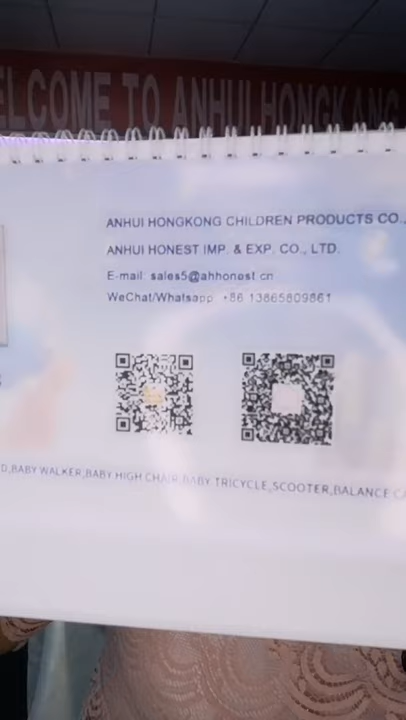 WELCOME TO ANHUI HONGKANG
ANHUI HONGKONG CHILDREN PRODUCTS CO.,
ANHUI HONEST IMP. & EXP. CO., LTD.
E-mail: sales5@ahhonest.cn
WeChat/Whatsapp: +86 13865809861
D,BABY WALKER,BABY HIGH CHAIR,BABY TRICYCLE,SCOOTER,BALANCE